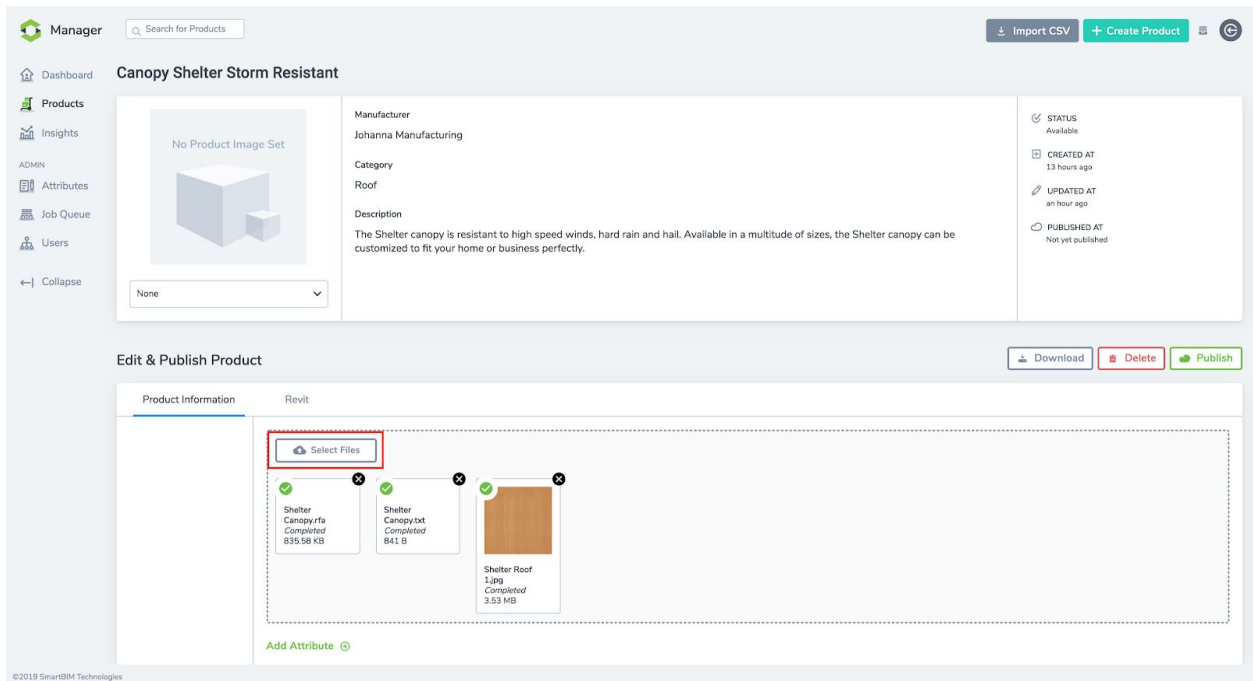 Manager
Search for Products
Import CSV
+ Create Product
Dashboard
Products
Insights
ADMIN
Attributes
Job Queue
Users
Collapse
Canopy Shelter Storm Resistant
No Product Image Set
None
Manufacturer
Johanna Manufacturing
Category
Roof
Description
The Shelter canopy is resistant to high speed winds, hard rain and hail. Available in a multitude of sizes, the Shelter canopy can be
customized to fit your home or business perfectly.
STATUS
Available
CREATED AT
13 hours ago
UPDATED AT
an hour ago
PUBLISHED AT
Not yet published
Edit & Publish Product
Download
Delete
Publish
Product Information
Revit
Select Files
Shelter
Canopy.rfa
Completed
835.58 KB
Shelter
Canopy.txt
Completed
841 B
Shelter Roof
1.jpg
Completed
3.53 MB
Add Attribute
©2019 SmartBIM Technologies